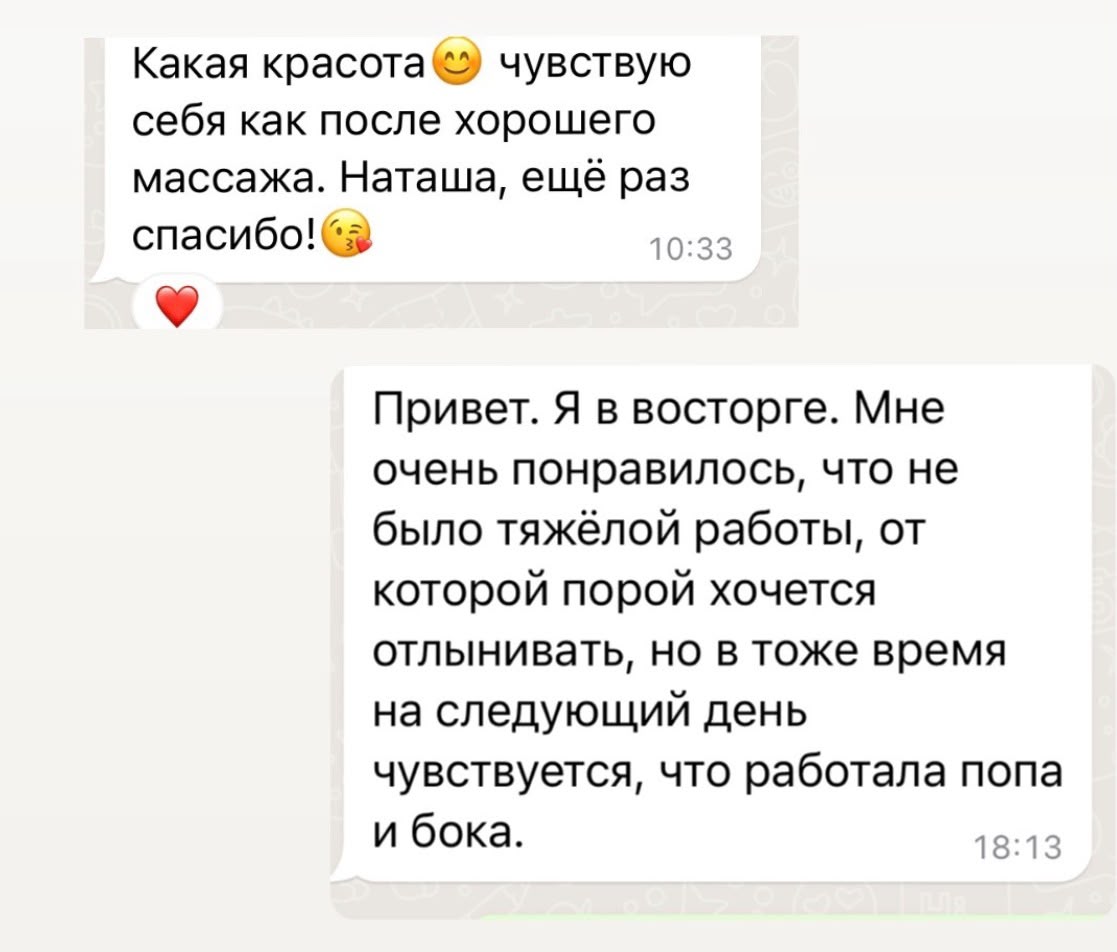 Какая красота😊 чувствую
себя как после хорошего
массажа. Наташа, ещё раз
спасибо!😘
10:33
Привет. Я в восторге. Мне
очень понравилось, что не
было тяжёлой работы, от
которой порой хочется
отлынивать, но в тоже время
на следующий день
чувствуется, что работала попа
и бока.
18:13